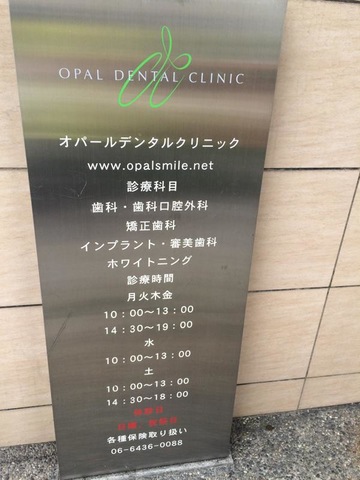 OPAL DENTAL CLINIC
オパールデンタルクリニック
www.opalsmile.net
診療科目
歯科・歯科口腔外科
矯正歯科
インプラント・審美歯科
ホワイトニング
診療時間
月火木金
10：00〜13：00
14：30〜19：00
水
10：00〜13：00
土
10：00〜13：00
14：30〜18：00
休診日
日曜、祝祭日
各種保険取り扱い
06-6436-0088